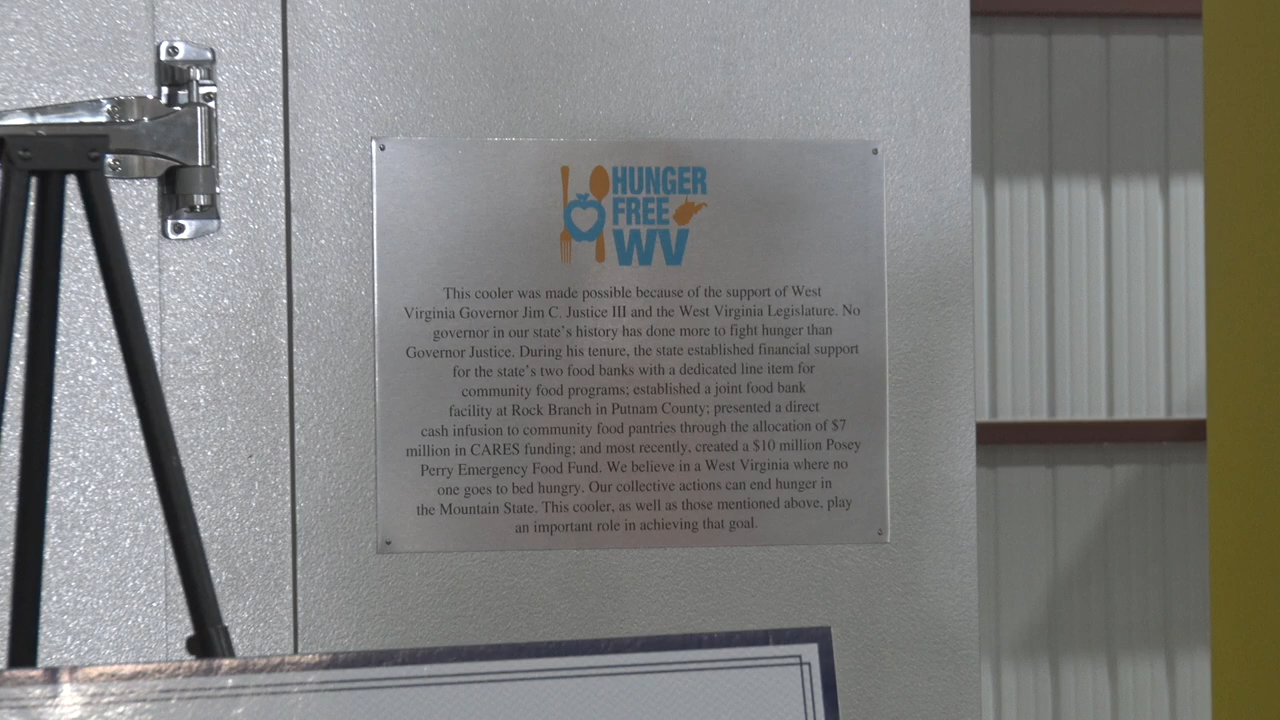 HUNGER
FREE
WV
This cooler was made possible because of the support of West
Virginia Governor Jim C. Justice III and the West Virginia Legislature. No
governor in our state's history has done more to fight hunger than
Governor Justice. During his tenure, the state established financial support
for the state's two food banks with a dedicated line item for
community food programs; established a joint food bank
facility at Rock Branch in Putnam County; presented a direct
cash infusion to community food pantries through the allocation of $7
million in CARES funding; and most recently, created a $10 million Posey
Perry Emergency Food Fund. We believe in a West Virginia where no
one goes to bed hungry. Our collective actions can end hunger in
the Mountain State. This cooler, as well as those mentioned above, play
an important role in achieving that goal.